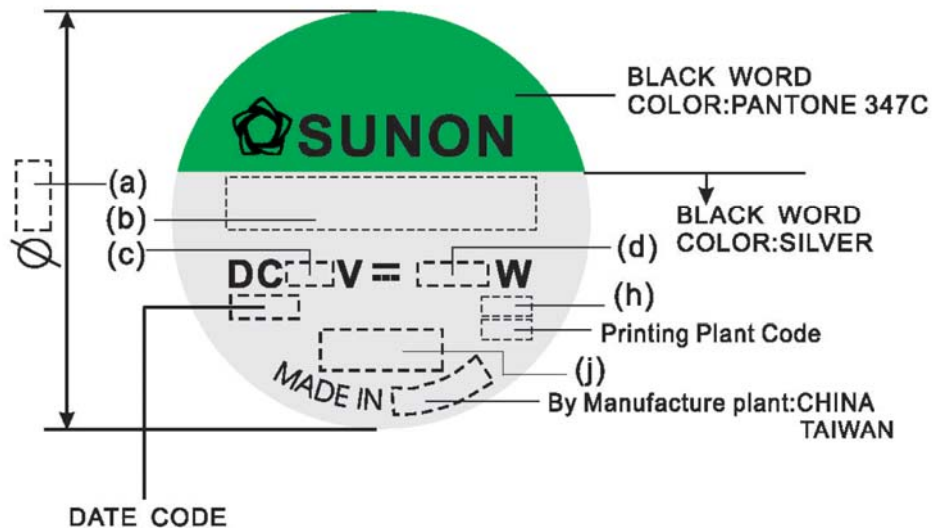 BLACK WORD
COLOR:PANTONE 347C
SUNON
(a)
(b)
BLACK WORD
COLOR:SILVER
Ø
(c)
(d)
DC V W
(h)
Printing Plant Code
(j)
MADE IN
By Manufacture plant:CHINA
TAIWAN
DATE CODE